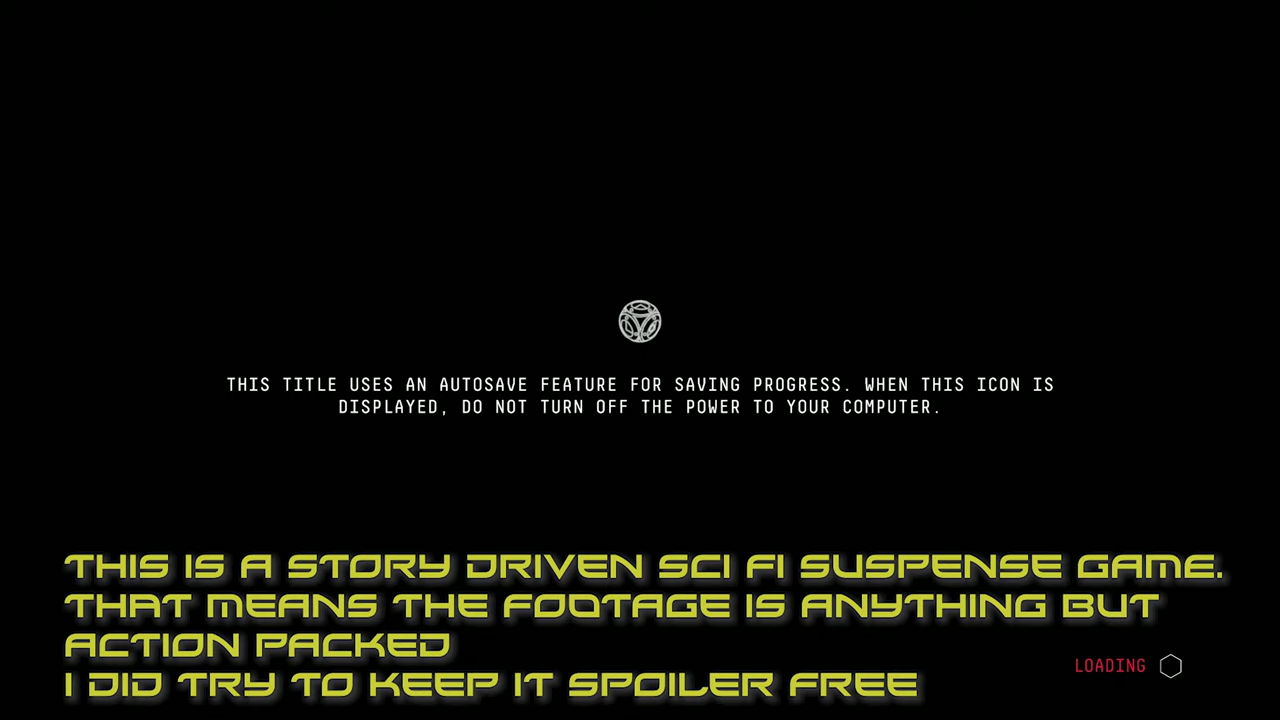 THIS TITLE USES AN AUTOSAVE FEATURE FOR SAVING PROGRESS. WHEN THIS ICON IS
DISPLAYED, DO NOT TURN OFF THE POWER TO YOUR COMPUTER.
THIS IS A STORY DRIVEN SCI FI SUSPENSE GAME.
THAT MEANS THE FOOTAGE IS ANYTHING BUT
ACTION PACKED
LOADING
I DID TRY TO KEEP IT SPOILER FREE